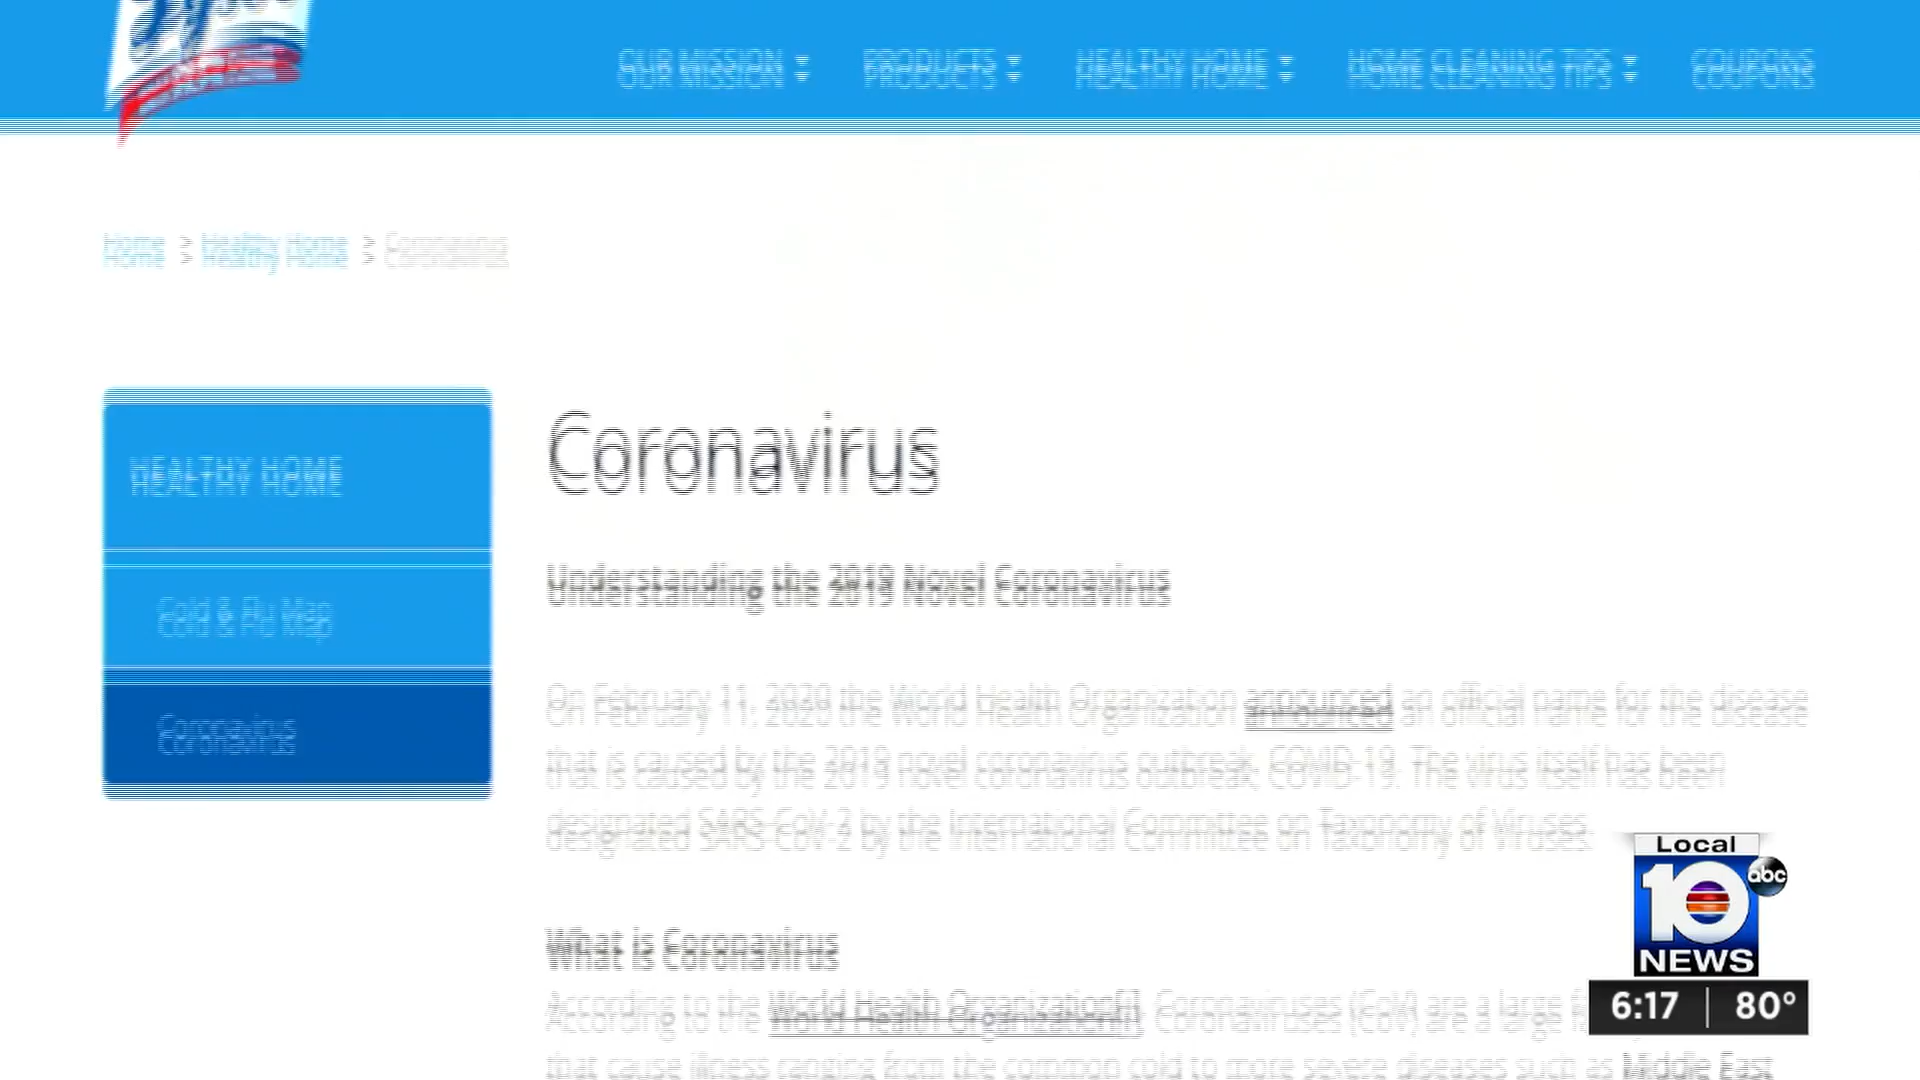 Lysol
OUR MISSION PRODUCTS HEALTHY HOME HOME CLEANING TIPS COUPONS
Home > Healthy Home > Coronavirus
HEALTHY HOME
Cold & Flu Map
Coronavirus
Coronavirus
Understanding the 2019 Novel Coronavirus
On February 11, 2020 the World Health Organization announced an official name for the disease
that is caused by the 2019 novel coronavirus outbreak, COVID-19. The virus itself has been
designated SARS-CoV-2 by the International Committee on Taxonomy of Viruses.
What is Coronavirus
According to the World Health Organization[i], Coronaviruses (CoV) are a large
that cause illness ranging from the common cold to more severe diseases such as Middle East
Local
10
abc
NEWS
6:17 | 80°